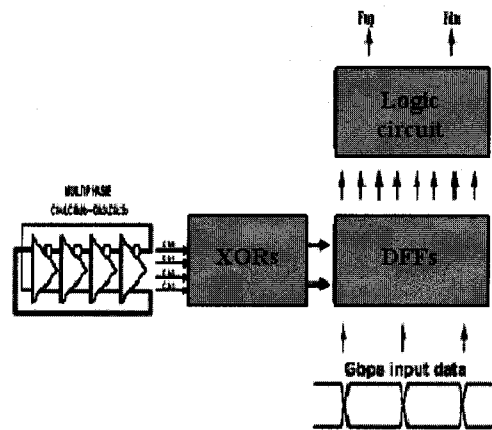 Fup Fdn
Logic
circuit
MULTIPHASE
XORs
DFFs
Gbps input data